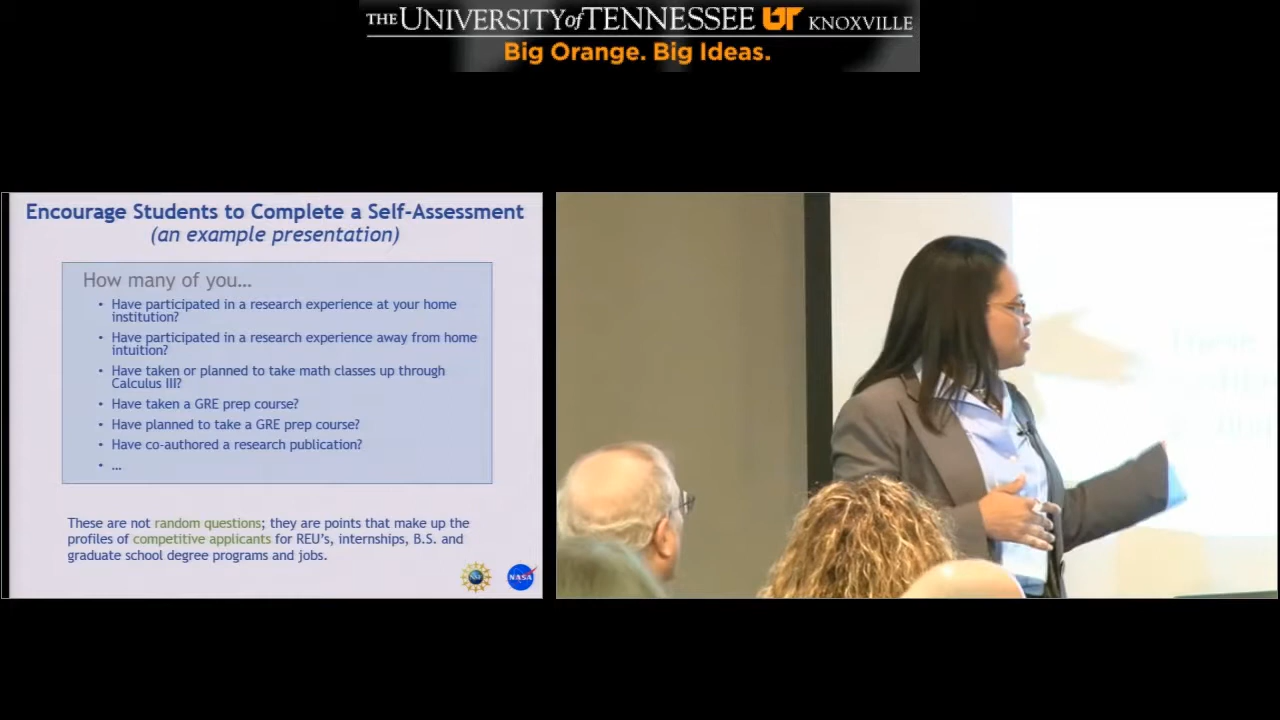 THE UNIVERSITY of TENNESSEE UT KNOXVILLE
Big Orange. Big Ideas.
Encourage Students to Complete a Self-Assessment
(an example presentation)
How many of you…
• Have participated in a research experience at your home
institution?
• Have participated in a research experience away from home
intuition?
• Have taken or planned to take math classes up through
Calculus III?
• Have taken a GRE prep course?
• Have planned to take a GRE prep course?
• Have co-authored a research publication?
• …
These are not random questions; they are points that make up the
profiles of competitive applicants for REU's, internships, B.S. and
graduate school degree programs and jobs.
NSF
NASA